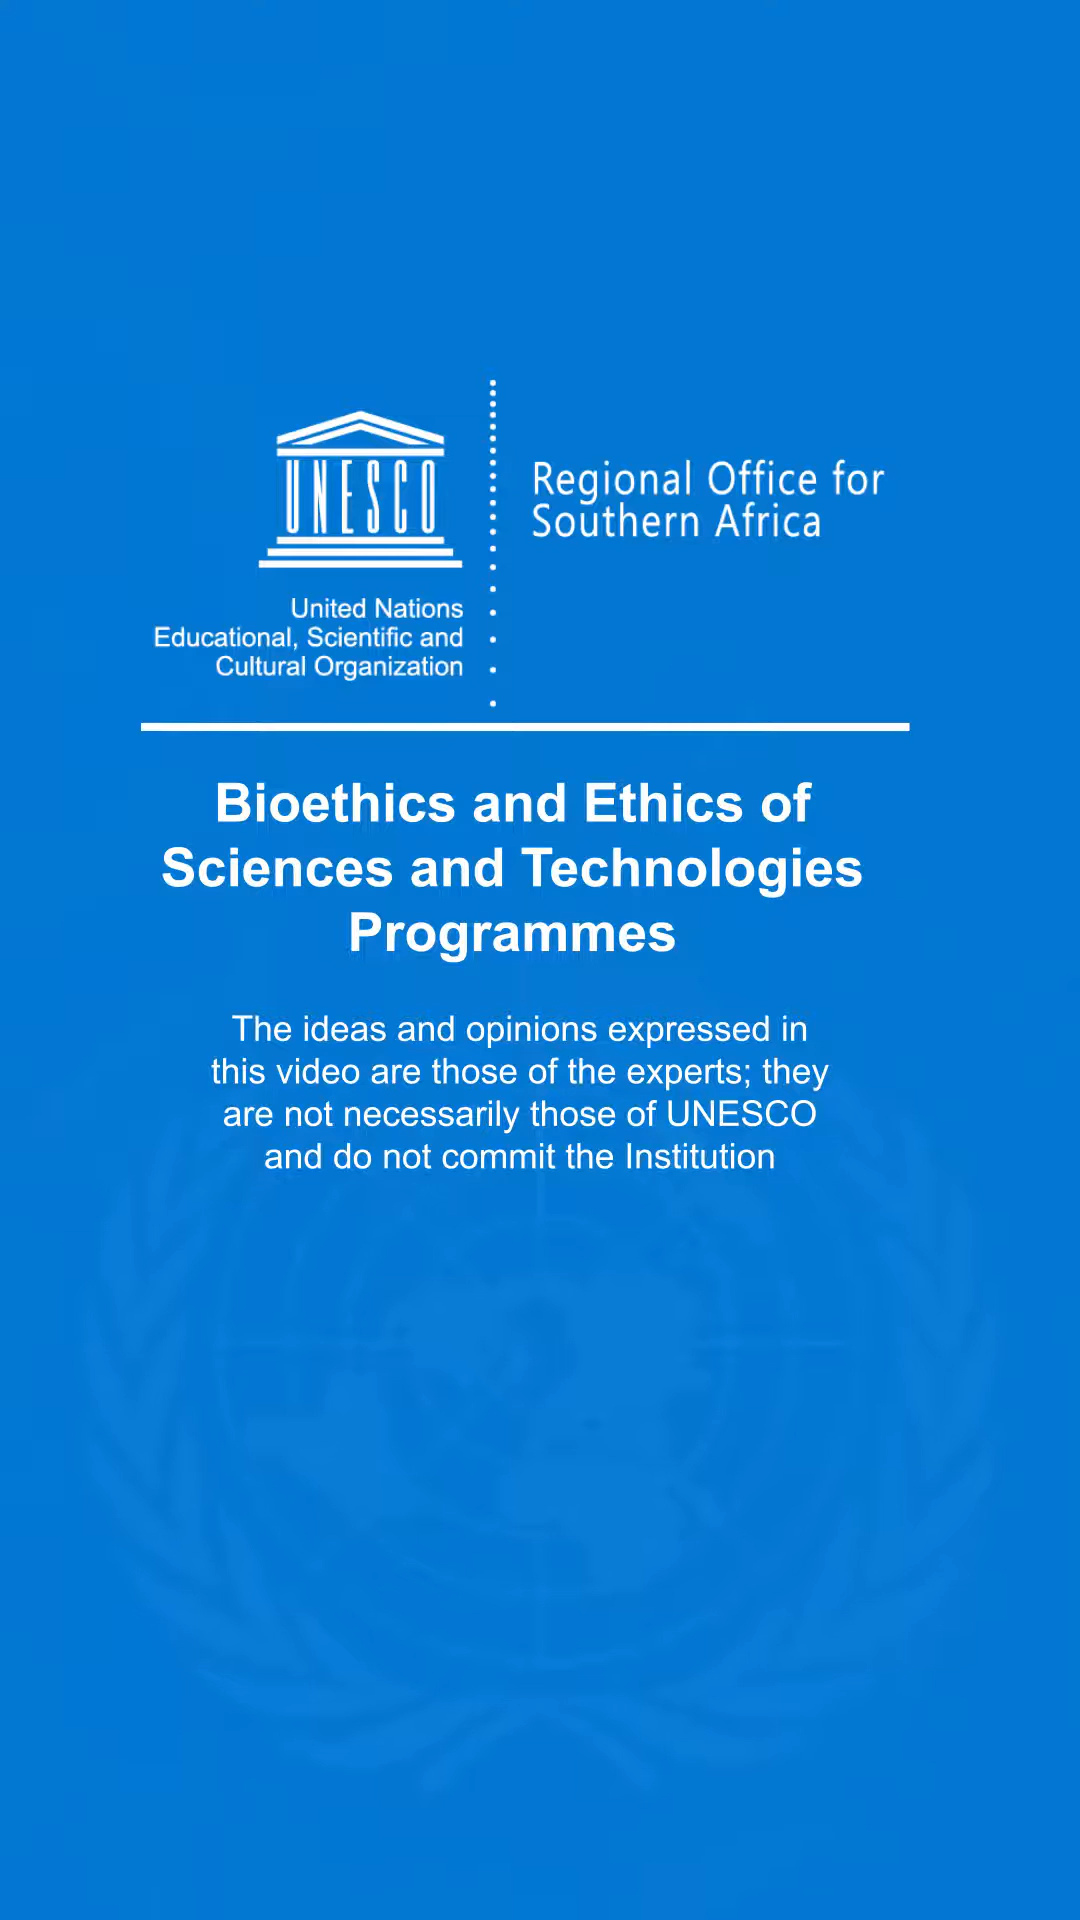 UNESCO
United Nations
Educational, Scientific and
Cultural Organization
Regional Office for
Southern Africa
Bioethics and Ethics of
Sciences and Technologies
Programmes
The ideas and opinions expressed in
this video are those of the experts; they
are not necessarily those of UNESCO
and do not commit the Institution